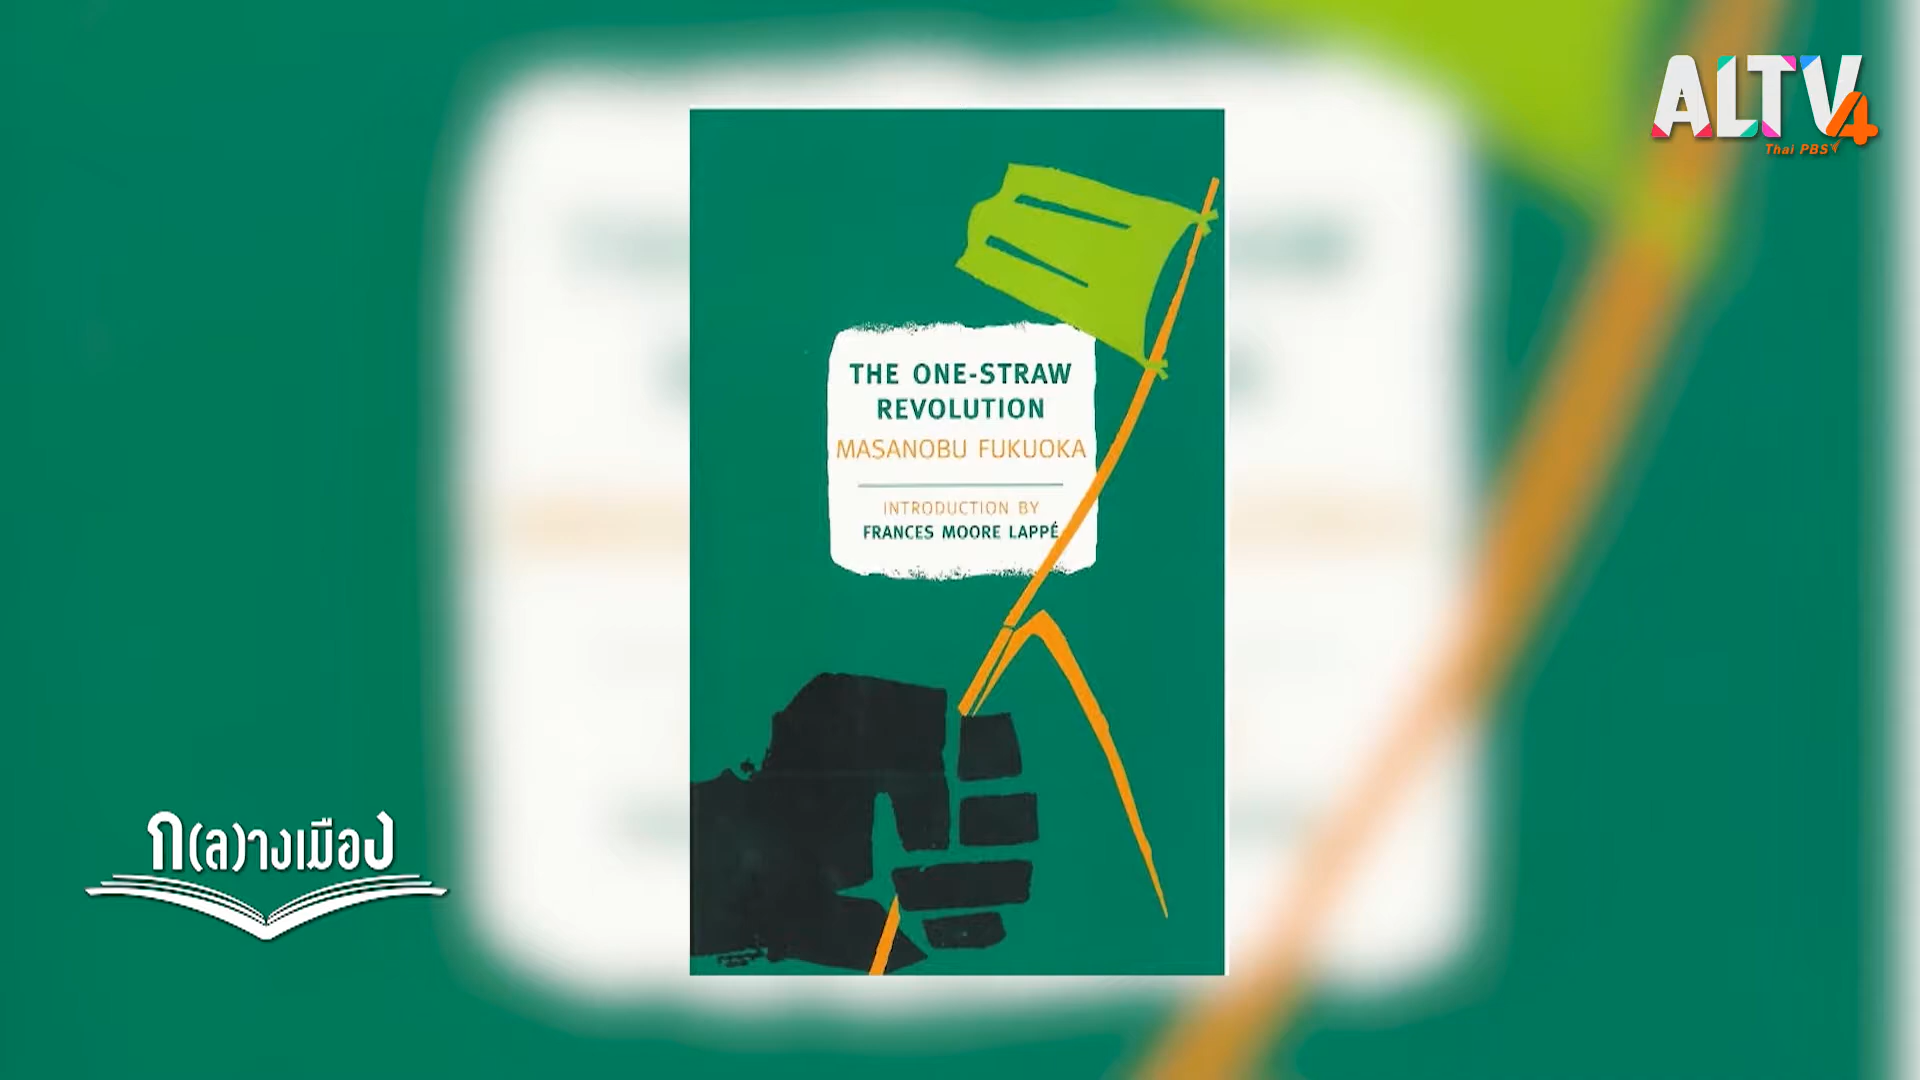 ALTV4
Thai PBS
THE ONE-STRAW
REVOLUTION
MASANOBU FUKUOKA
INTRODUCTION BY
FRANCES MOORE LAPPÉ
ก(ล)างเมือง